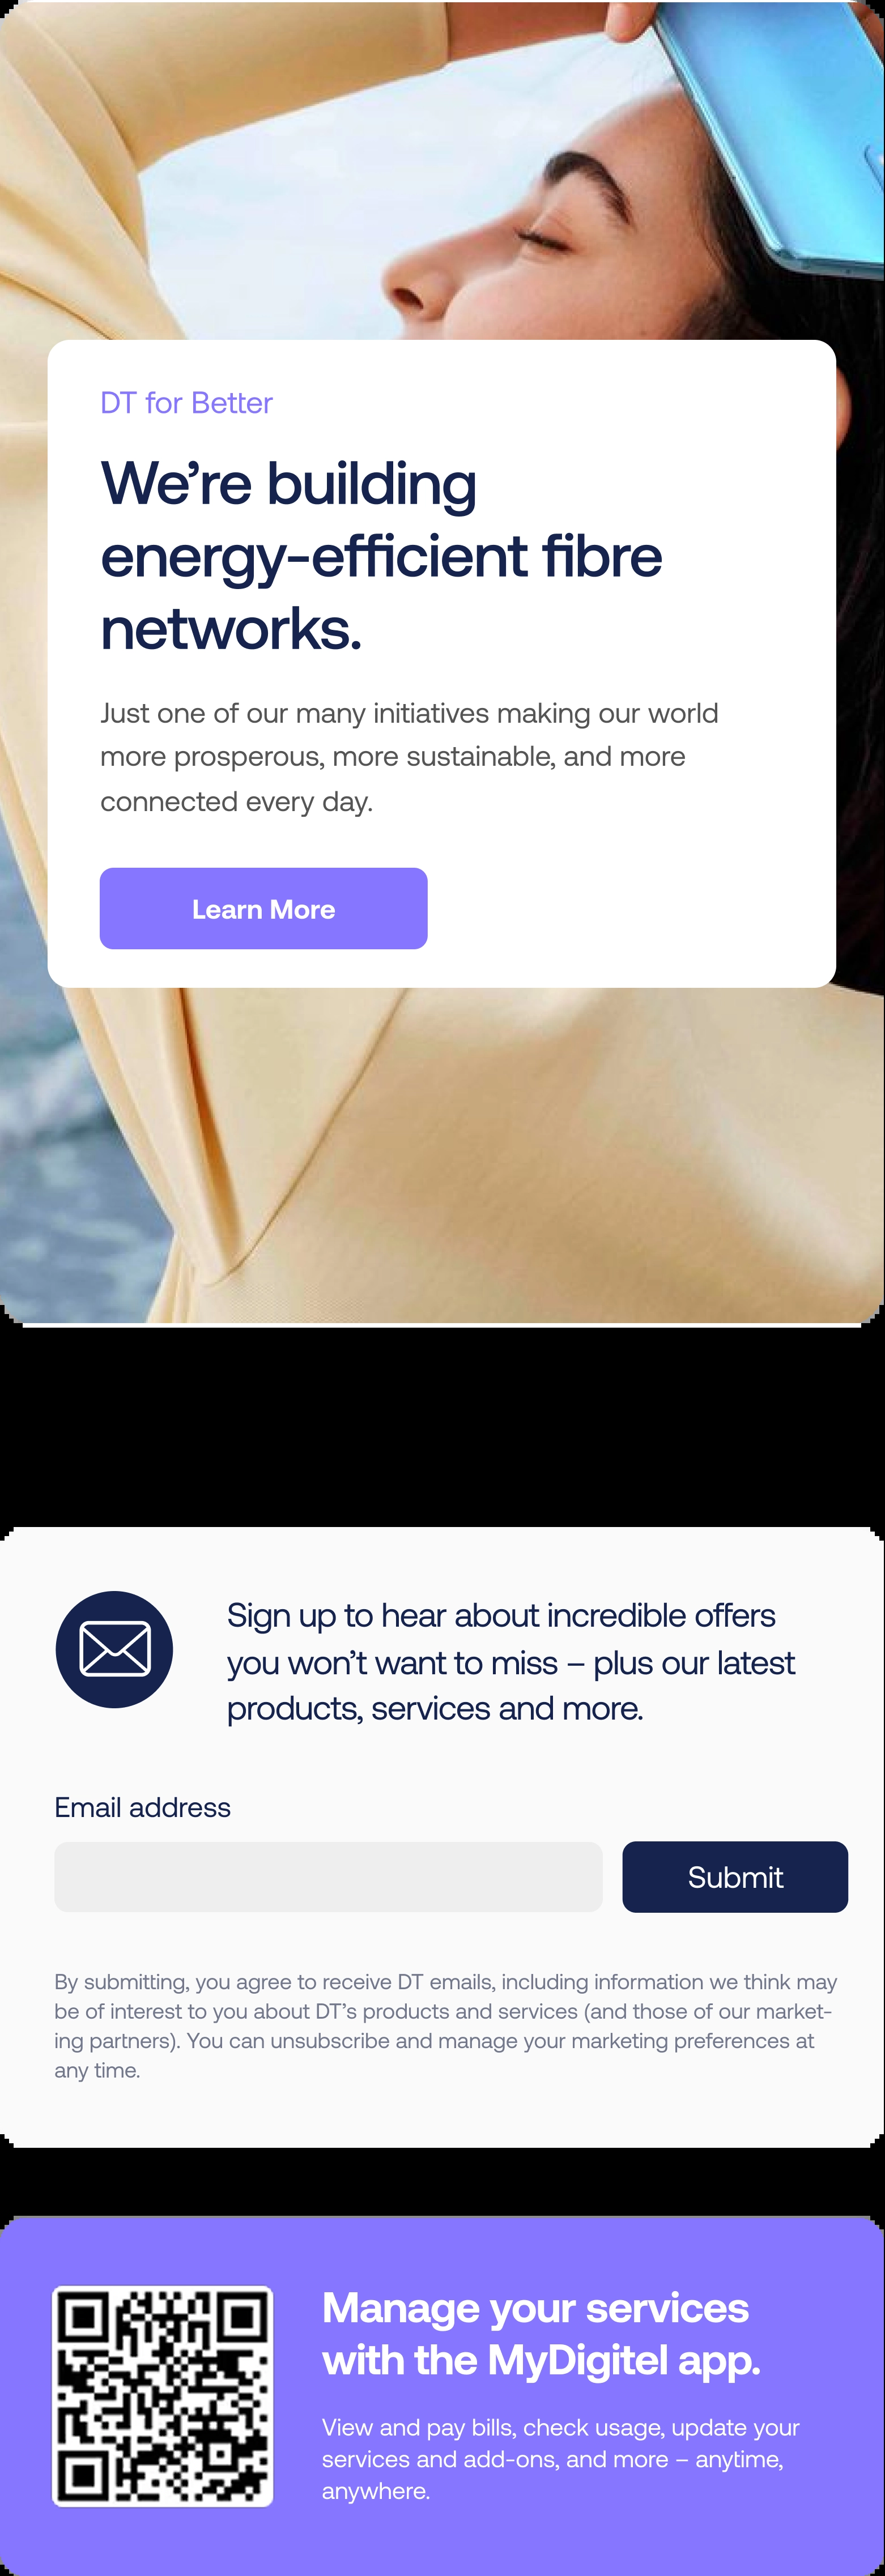 DT for Better
We’re building
energy-efficient fibre
networks.
Just one of our many initiatives making our world
more prosperous, more sustainable, and more
connected every day.
Learn More
Sign up to hear about incredible offers
you won’t want to miss – plus our latest
products, services and more.
Email address
Submit
By submitting, you agree to receive DT emails, including information we think may
be of interest to you about DT’s products and services (and those of our market-
ing partners). You can unsubscribe and manage your marketing preferences at
any time.
Manage your services
with the MyDigitel app.
View and pay bills, check usage, update your
services and add-ons, and more – anytime,
anywhere.